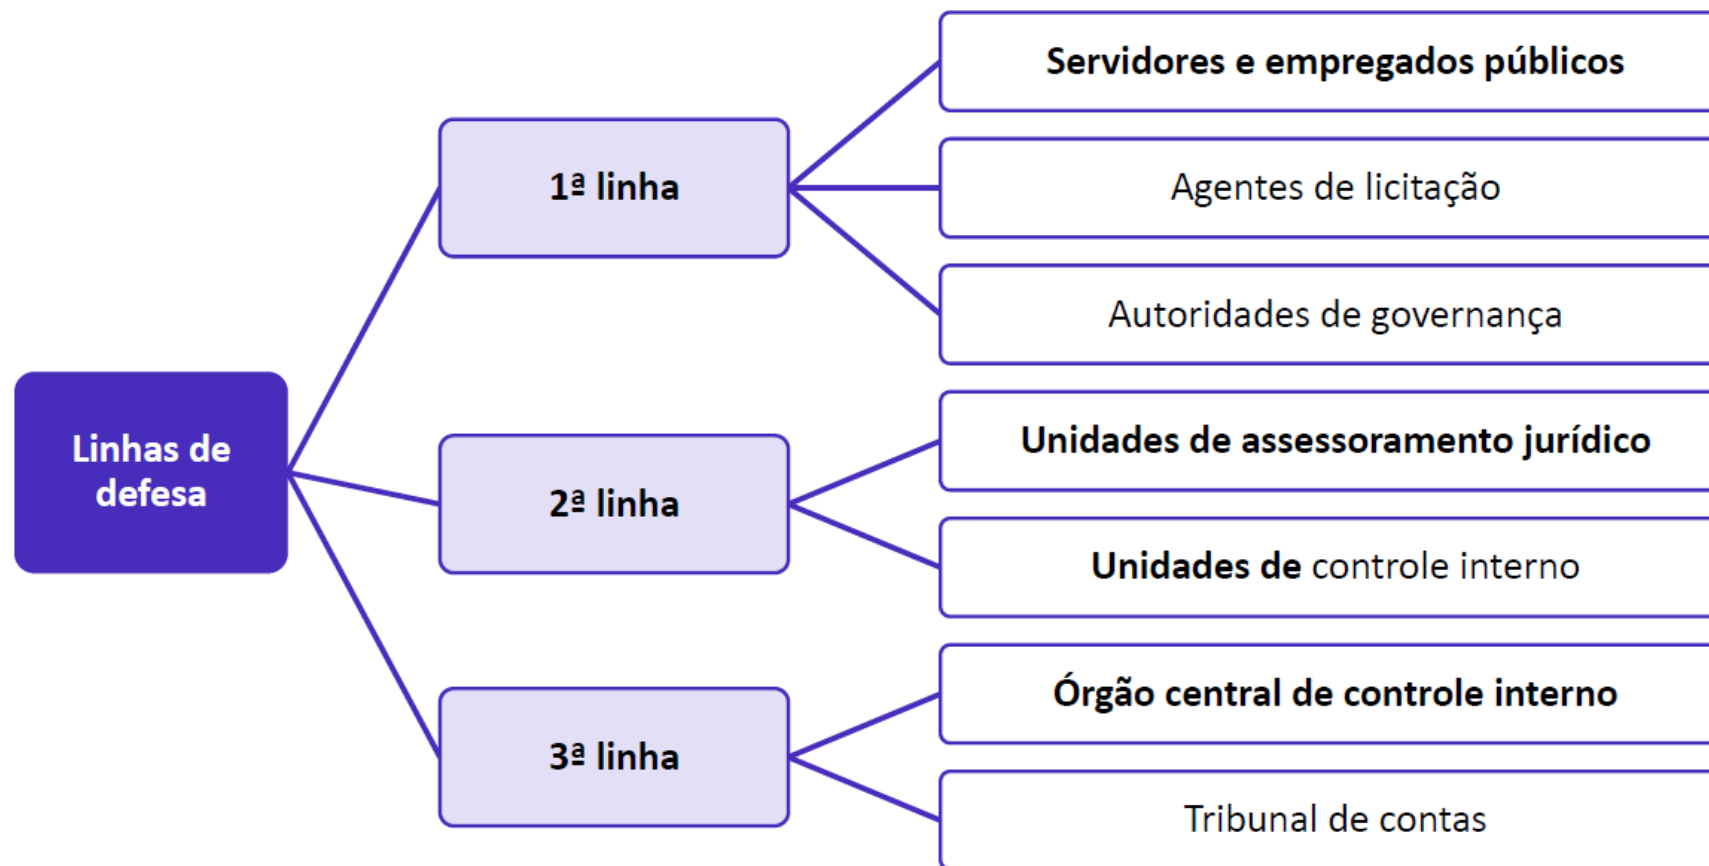 Linhas de
defesa
1ª linha
Servidores e empregados públicos
Agentes de licitação
Autoridades de governança
2ª linha
Unidades de assessoramento jurídico
Unidades de controle interno
3ª linha
Órgão central de controle interno
Tribunal de contas